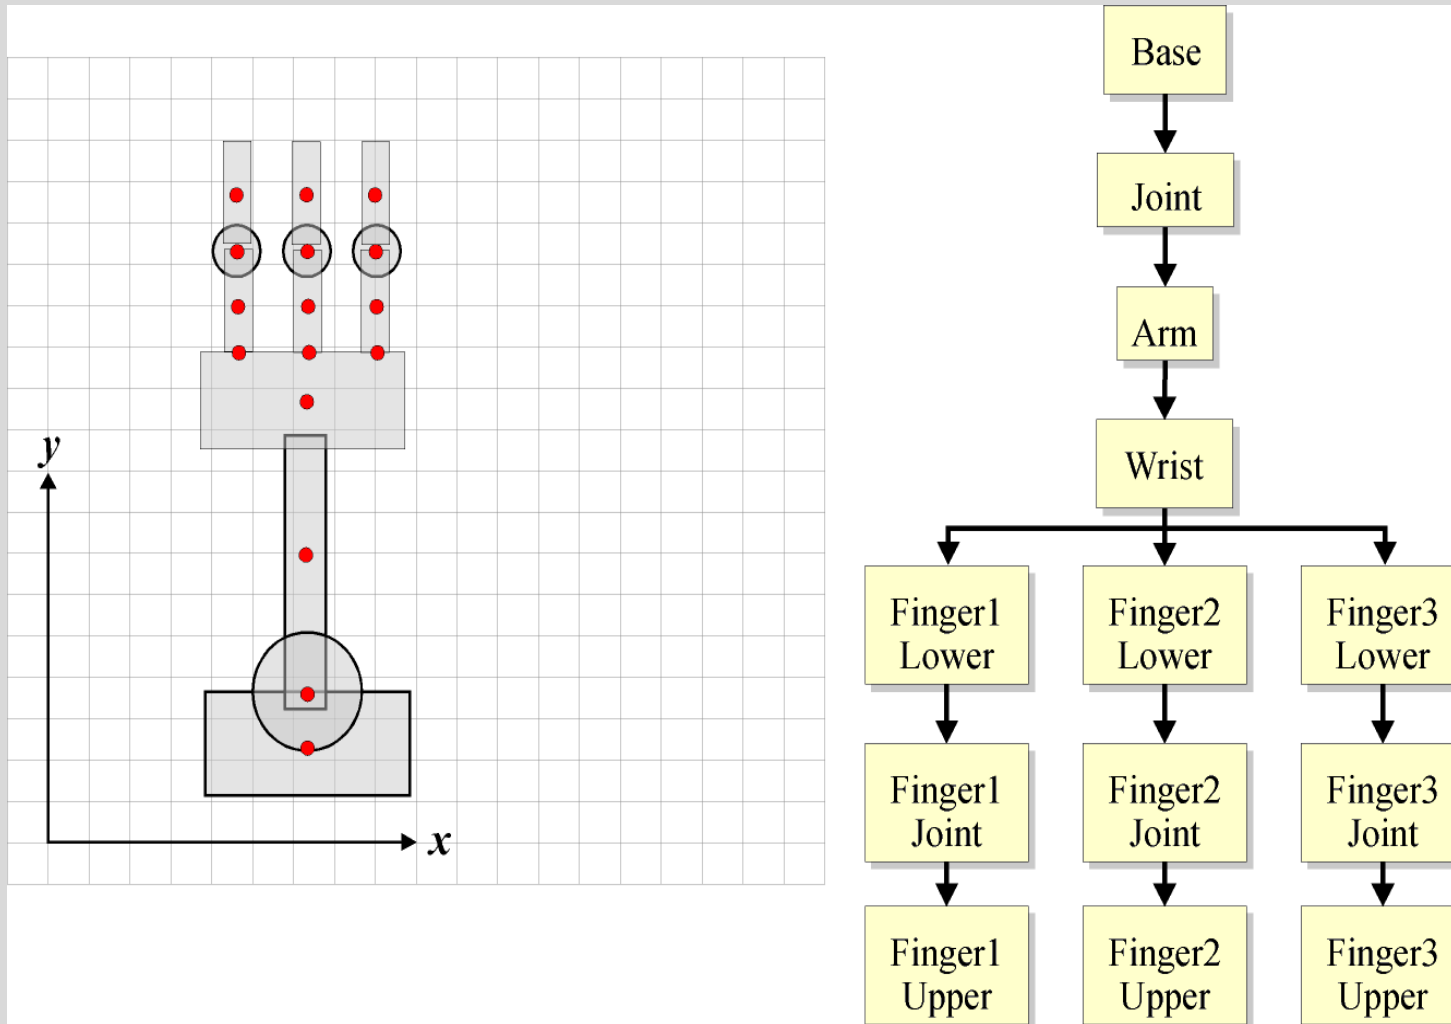 y
x
Base
Joint
Arm
Wrist
Finger1
Lower
Finger2
Lower
Finger3
Lower
Finger1
Joint
Finger2
Joint
Finger3
Joint
Finger1
Upper
Finger2
Upper
Finger3
Upper